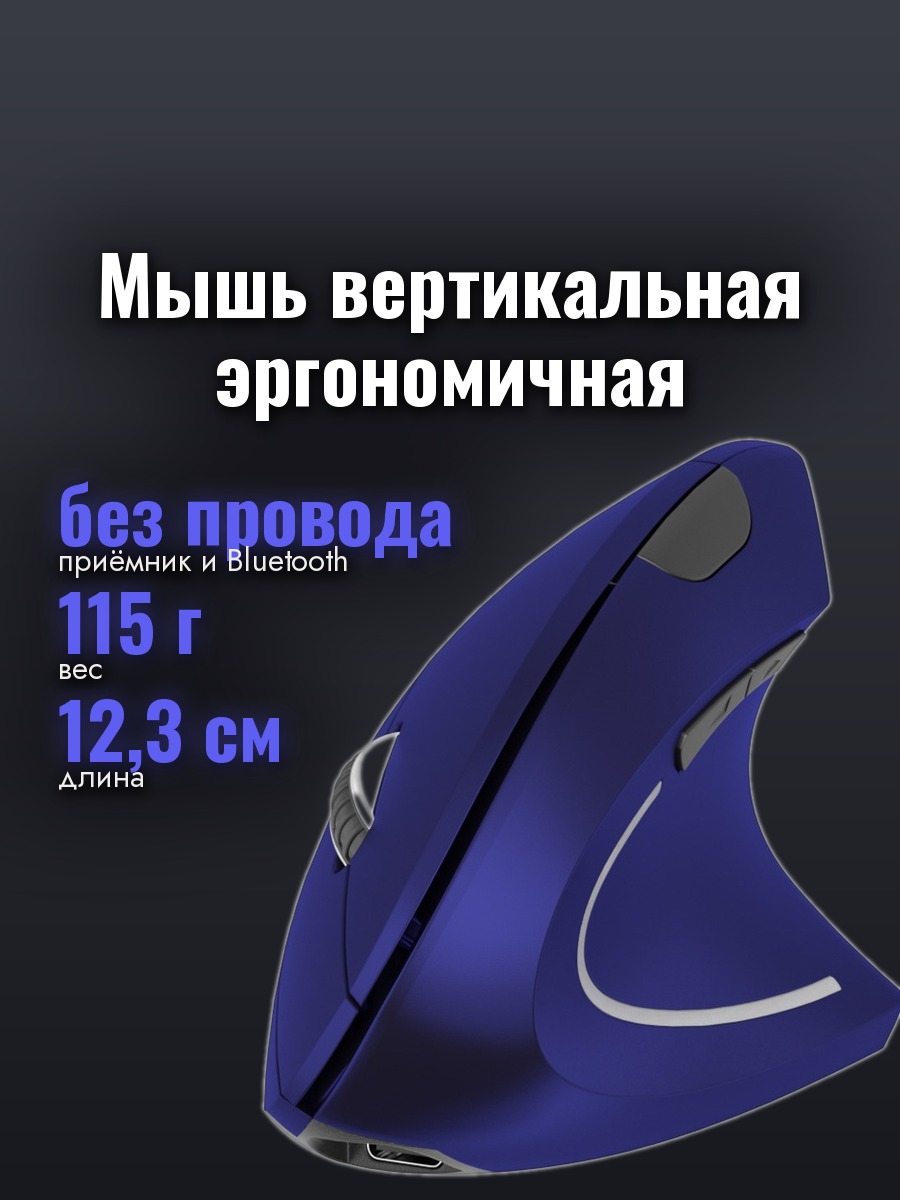 Мышь вертикальная
эргономичная
без провода
приёмник и Bluetooth
115 г
вес
12,3 см
длина